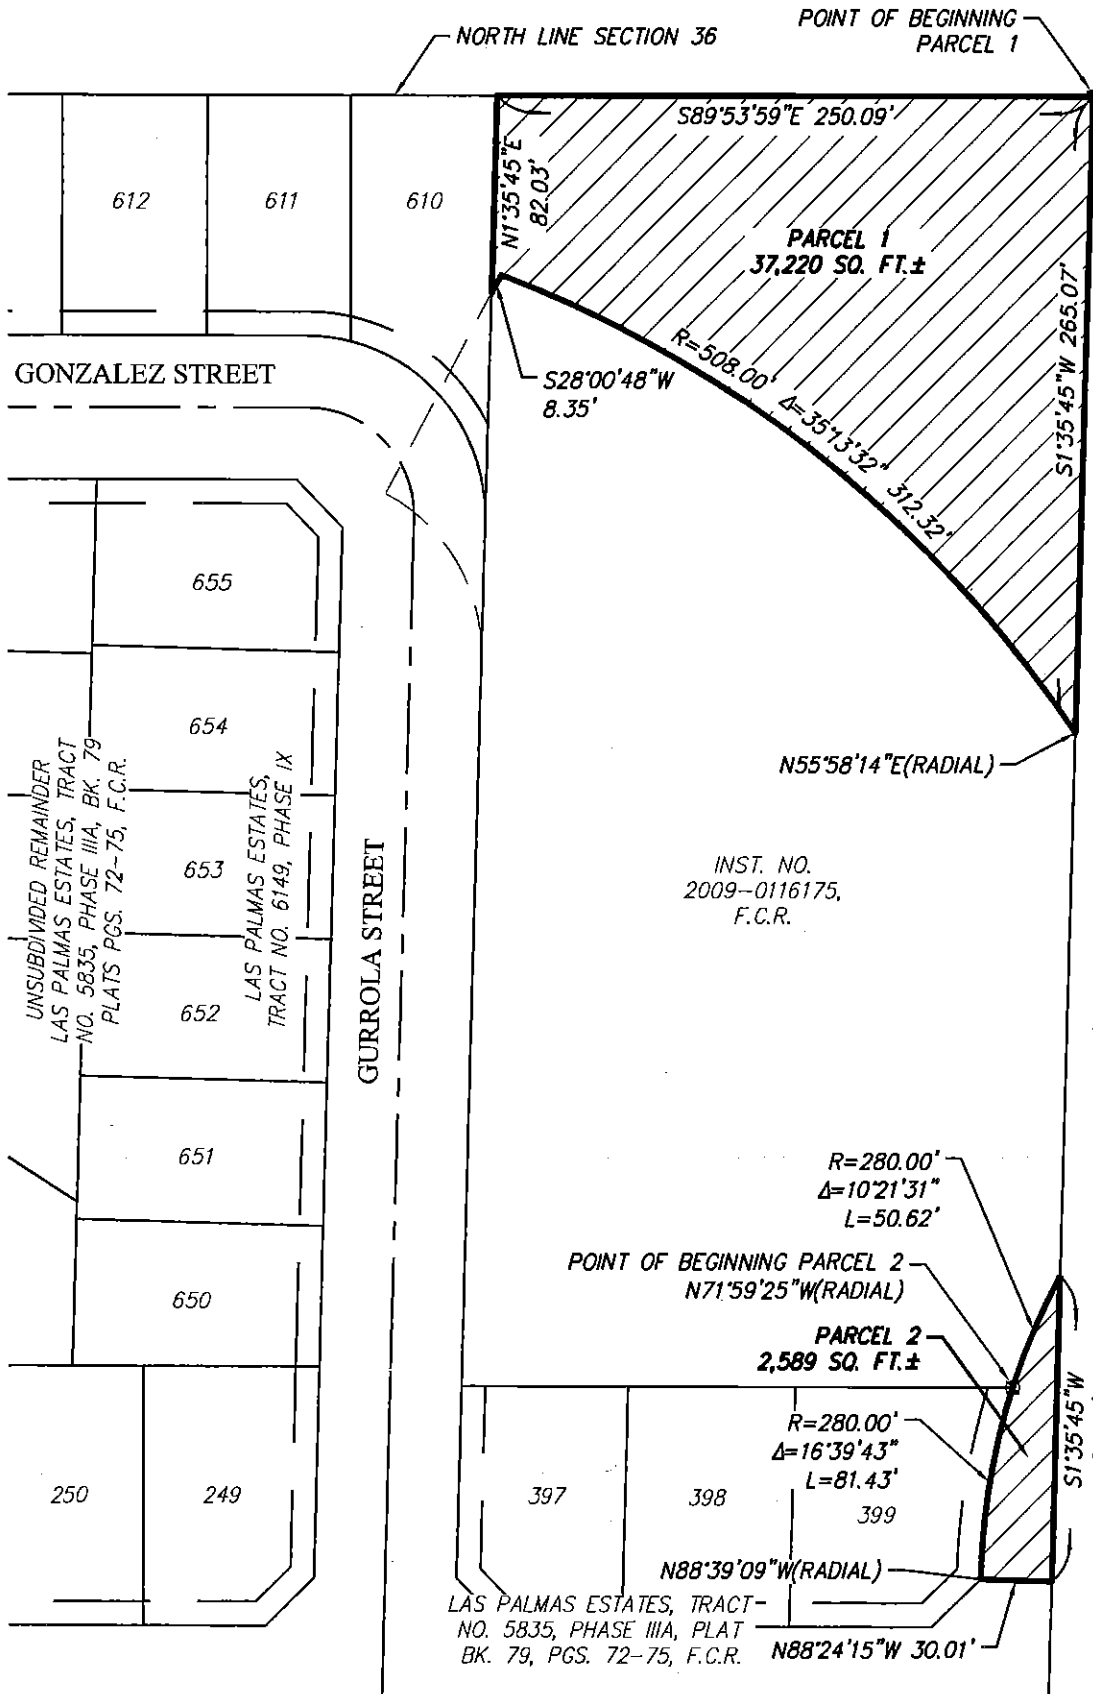 NORTH LINE SECTION 36
POINT OF BEGINNING
PARCEL 1
S89°53'59"E 250.09'
N1°35'45"E
82.03'
612
611
610
PARCEL 1
37,220 SQ. FT.±
S1°35'45"W 265.07'
R=508.00'
Δ=35°13'32"
312.32'
GONZALEZ STREET
S28°00'48"W
8.35'
655
654
653
652
651
650
N55°58'14"E(RADIAL)
UNSUBDIVIDED REMAINDER
LAS PALMAS ESTATES, TRACT
NO. 5835, PHASE IIIA, BK. 79
PLATS PGS. 72-75, F.C.R.
LAS PALMAS ESTATES,
TRACT NO. 6149, PHASE IX
GURROLA STREET
INST. NO.
2009-0116175,
F.C.R.
R=280.00'
Δ=10°21'31"
L=50.62'
POINT OF BEGINNING PARCEL 2
N71°59'25"W(RADIAL)
PARCEL 2
2,589 SQ. FT.±
R=280.00'
Δ=16°39'43"
L=81.43'
S1°35'45"W
250
249
397
398
399
N88°39'09"W(RADIAL)
LAS PALMAS ESTATES, TRACT
NO. 5835, PHASE IIIA, PLAT
BK. 79, PGS. 72-75, F.C.R.
N88°24'15"W 30.01'